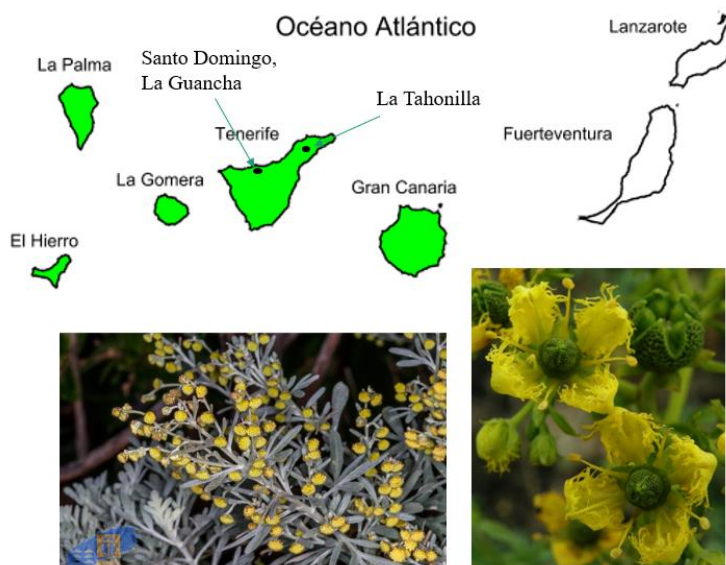 Océano Atlántico
Lanzarote
La Palma
Santo Domingo,
La Guancha
La Tahonilla
Tenerife
Fuerteventura
La Gomera
Gran Canaria
El Hierro